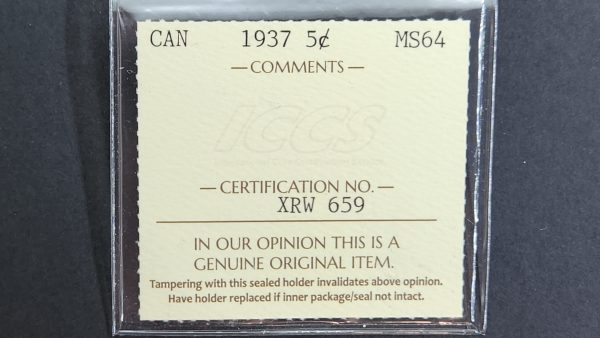 CAN 1937 5¢ MS64
— COMMENTS —
ICCS
— CERTIFICATION NO. —
XRW 659
IN OUR OPINION THIS IS A
GENUINE ORIGINAL ITEM.
Tampering with this sealed holder invalidates above opinion.
Have holder replaced if inner package/seal not intact.